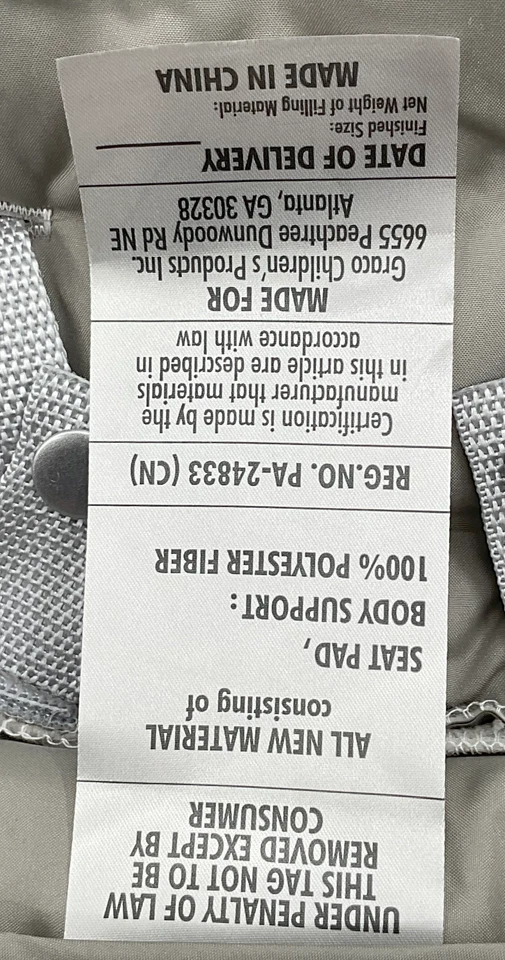 UNDER PENALTY OF LAW
THIS TAG NOT TO BE
REMOVED EXCEPT BY
CONSUMER
ALL NEW MATERIAL
consisting of
SEAT PAD,
BODY SUPPORT:
100% POLYESTER FIBER
REG.NO. PA-24833 (CN)
Certification is made by the
manufacturer that materials
in this article are described in
accordance with law
MADE FOR
Graco Children's Products Inc.
6655 Peachtree Dunwoody Rd NE
Atlanta, GA 30328
DATE OF DELIVERY
Finished Size:
Net Weight of Filling Material:
MADE IN CHINA